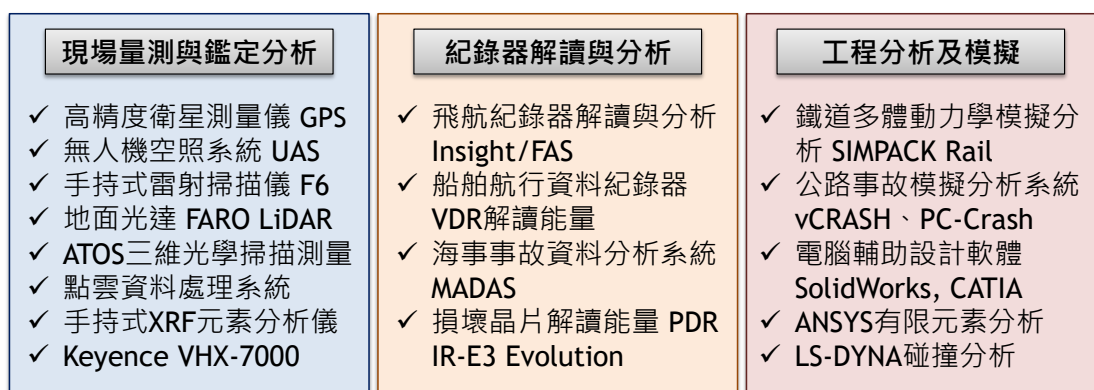 現場量測與鑑定分析
✓ 高精度衛星測量儀 GPS
✓ 無人機空照系統 UAS
✓ 手持式雷射掃描儀 F6
✓ 地面光達 FARO LiDAR
✓ ATOS三維光學掃描測量
✓ 點雲資料處理系統
✓ 手持式XRF元素分析儀
✓ Keyence VHX-7000
紀錄器解讀與分析
✓ 飛航紀錄器解讀與分析
Insight/FAS
✓ 船舶航行資料紀錄器
VDR解讀能量
✓ 海事事故資料分析系統
MADAS
✓ 損壞晶片解讀能量 PDR
IR-E3 Evolution
工程分析及模擬
✓ 鐵道多體動力學模擬分
析 SIMPACK Rail
✓ 公路事故模擬分析系統
vCRASH、PC-Crash
✓ 電腦輔助設計軟體
SolidWorks, CATIA
✓ ANSYS有限元素分析
✓ LS-DYNA碰撞分析